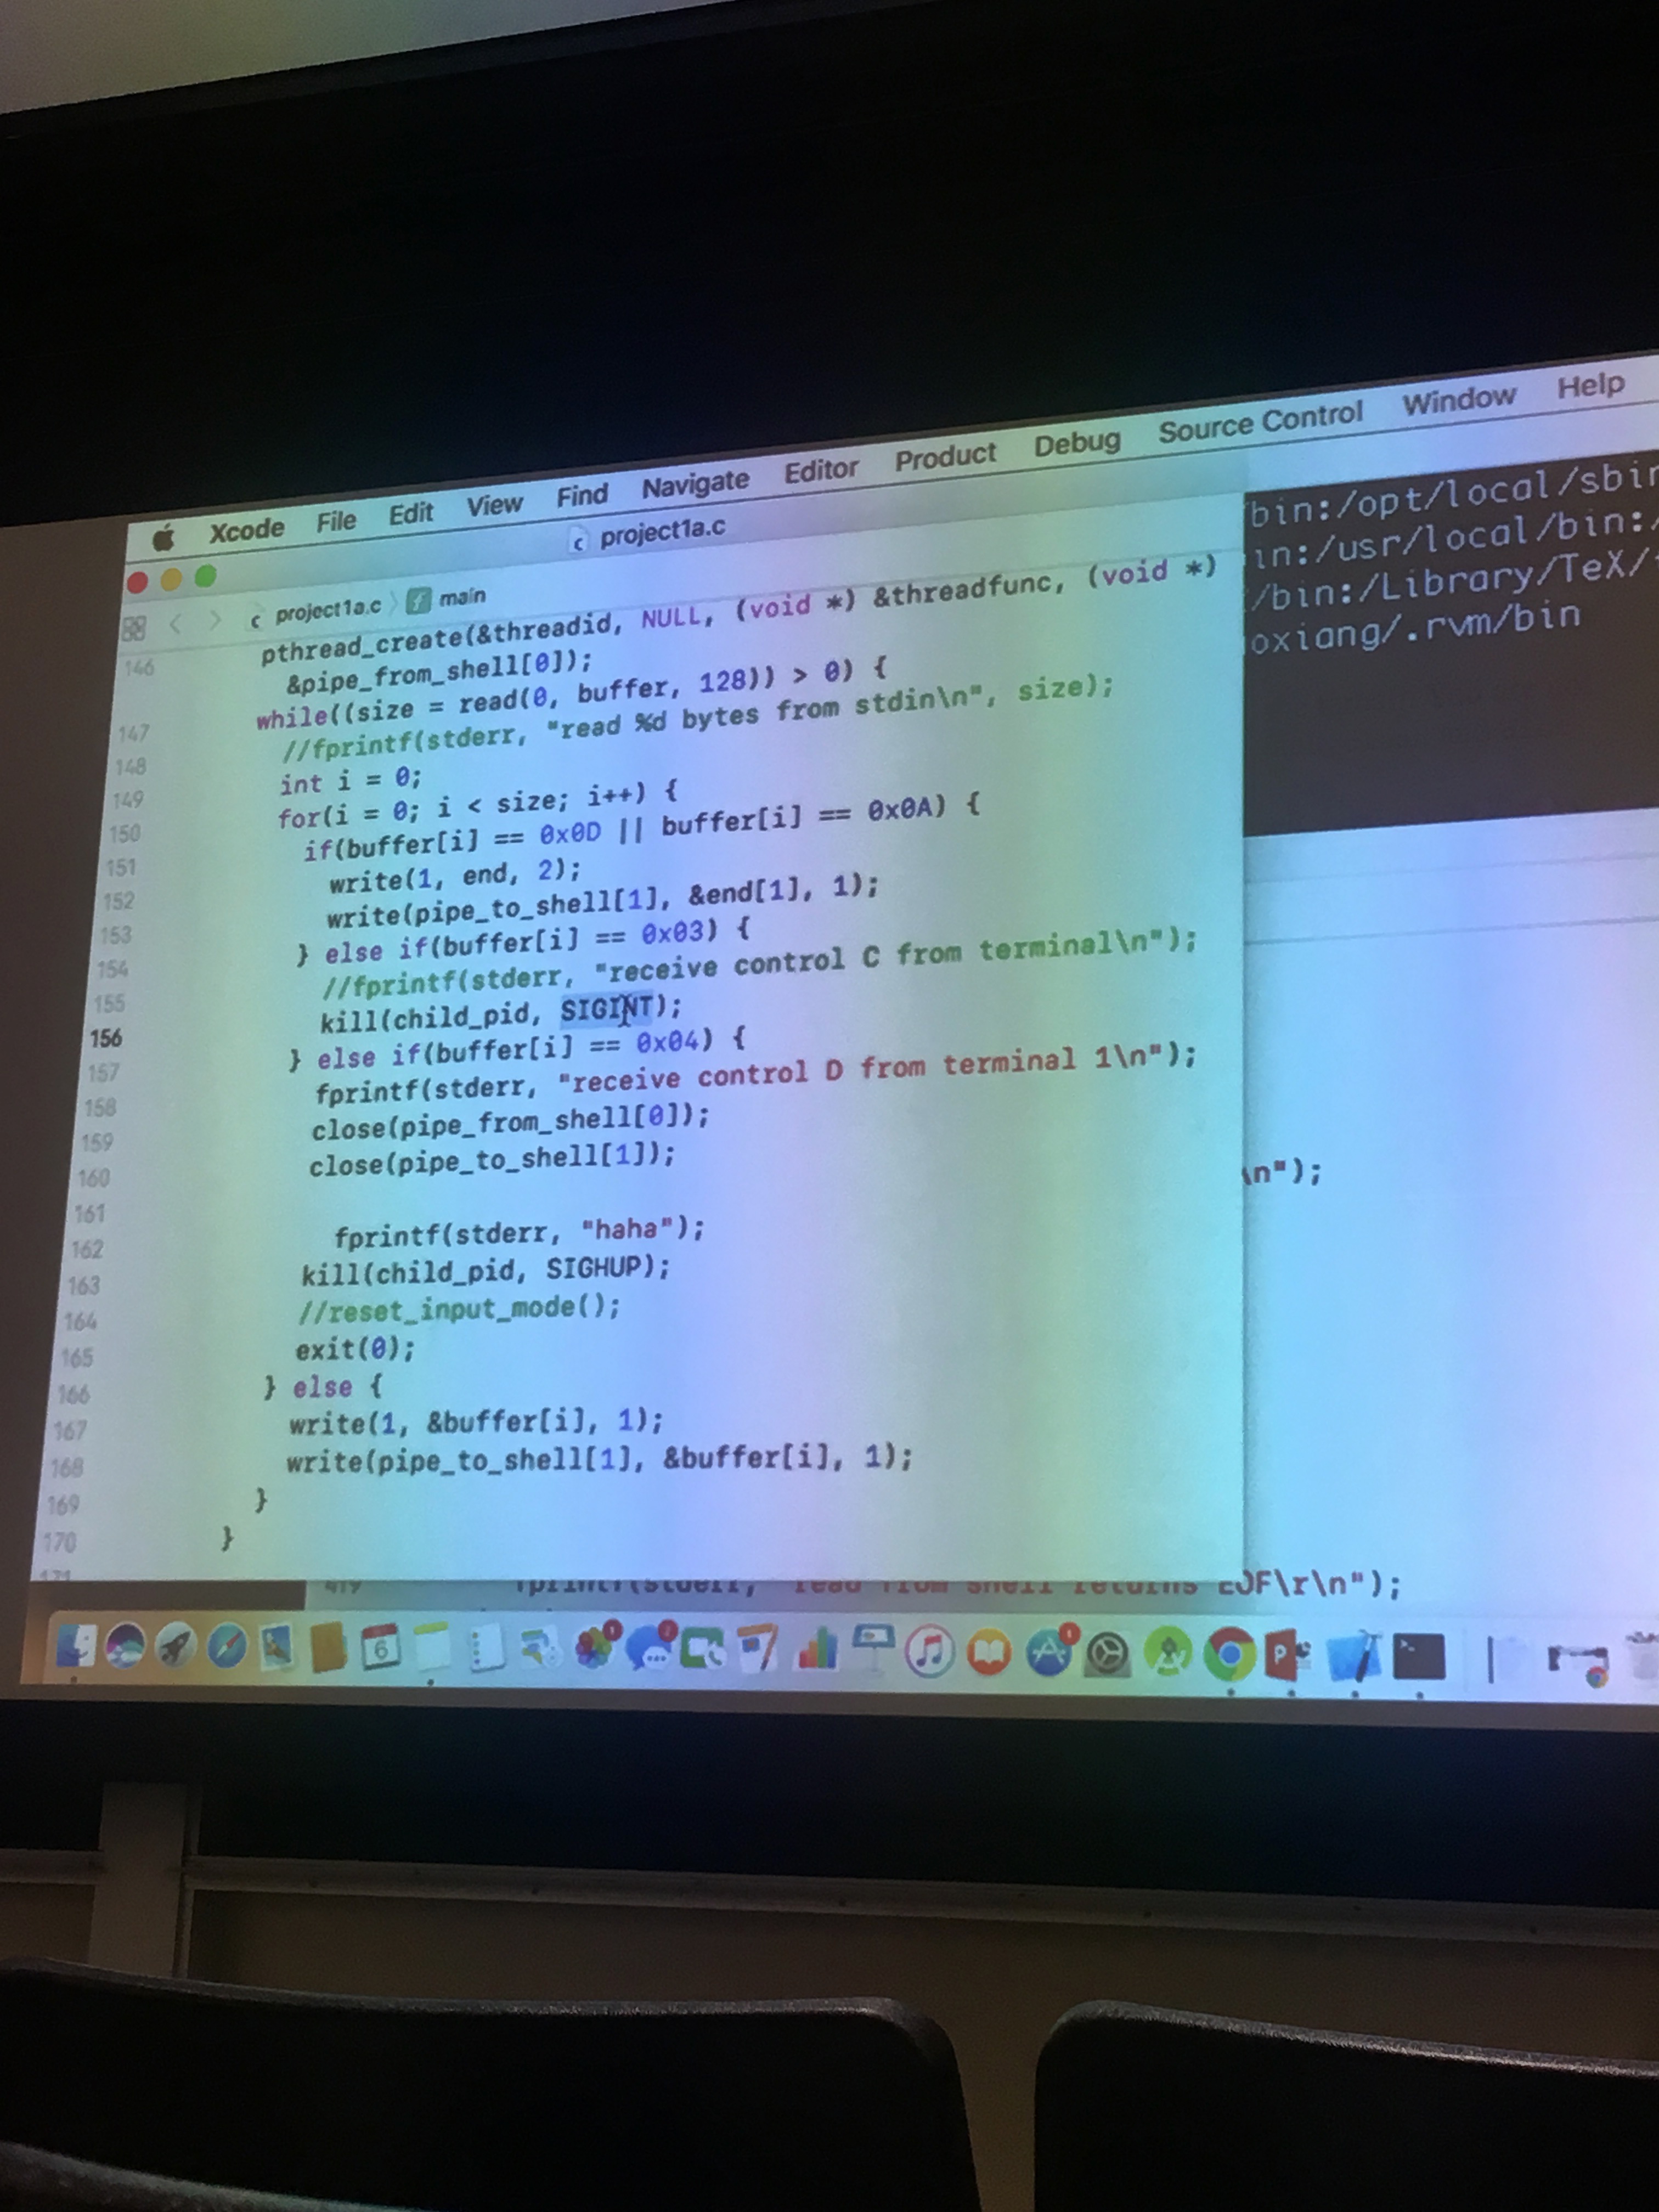 Xcode File Edit View Find Navigate Editor Product Debug Source Control Window Help
project1a.c
project1a.c main
146 pthread_create(&threadid, NULL, (void *) &threadfunc, (void *)
&pipe_from_shell[0]);
147 while((size = read(0, buffer, 128)) > 0) {
148 //fprintf(stderr, "read %d bytes from stdin\n", size);
149 int i = 0;
150 for(i = 0; i < size; i++) {
151 if(buffer[i] == 0x0D || buffer[i] == 0x0A) {
152 write(1, end, 2);
153 write(pipe_to_shell[1], &end[1], 1);
154 } else if(buffer[i] == 0x03) {
155 //fprintf(stderr, "receive control C from terminal\n");
156 kill(child_pid, SIGINT);
157 } else if(buffer[i] == 0x04) {
158 fprintf(stderr, "receive control D from terminal 1\n");
159 close(pipe_from_shell[0]);
160 close(pipe_to_shell[1]);
161
162 fprintf(stderr, "haha");
163 kill(child_pid, SIGHUP);
164 //reset_input_mode();
165 exit(0);
166 } else {
167 write(1, &buffer[i], 1);
168 write(pipe_to_shell[1], &buffer[i], 1);
169 }
170 }
171
bin:/opt/local/sbin
in:/usr/local/bin:/
/bin:/Library/TeX/
oxiang/.rvm/bin
\n");
419 fprintf(stderr, "read from shell returns EOF\r\n");
6